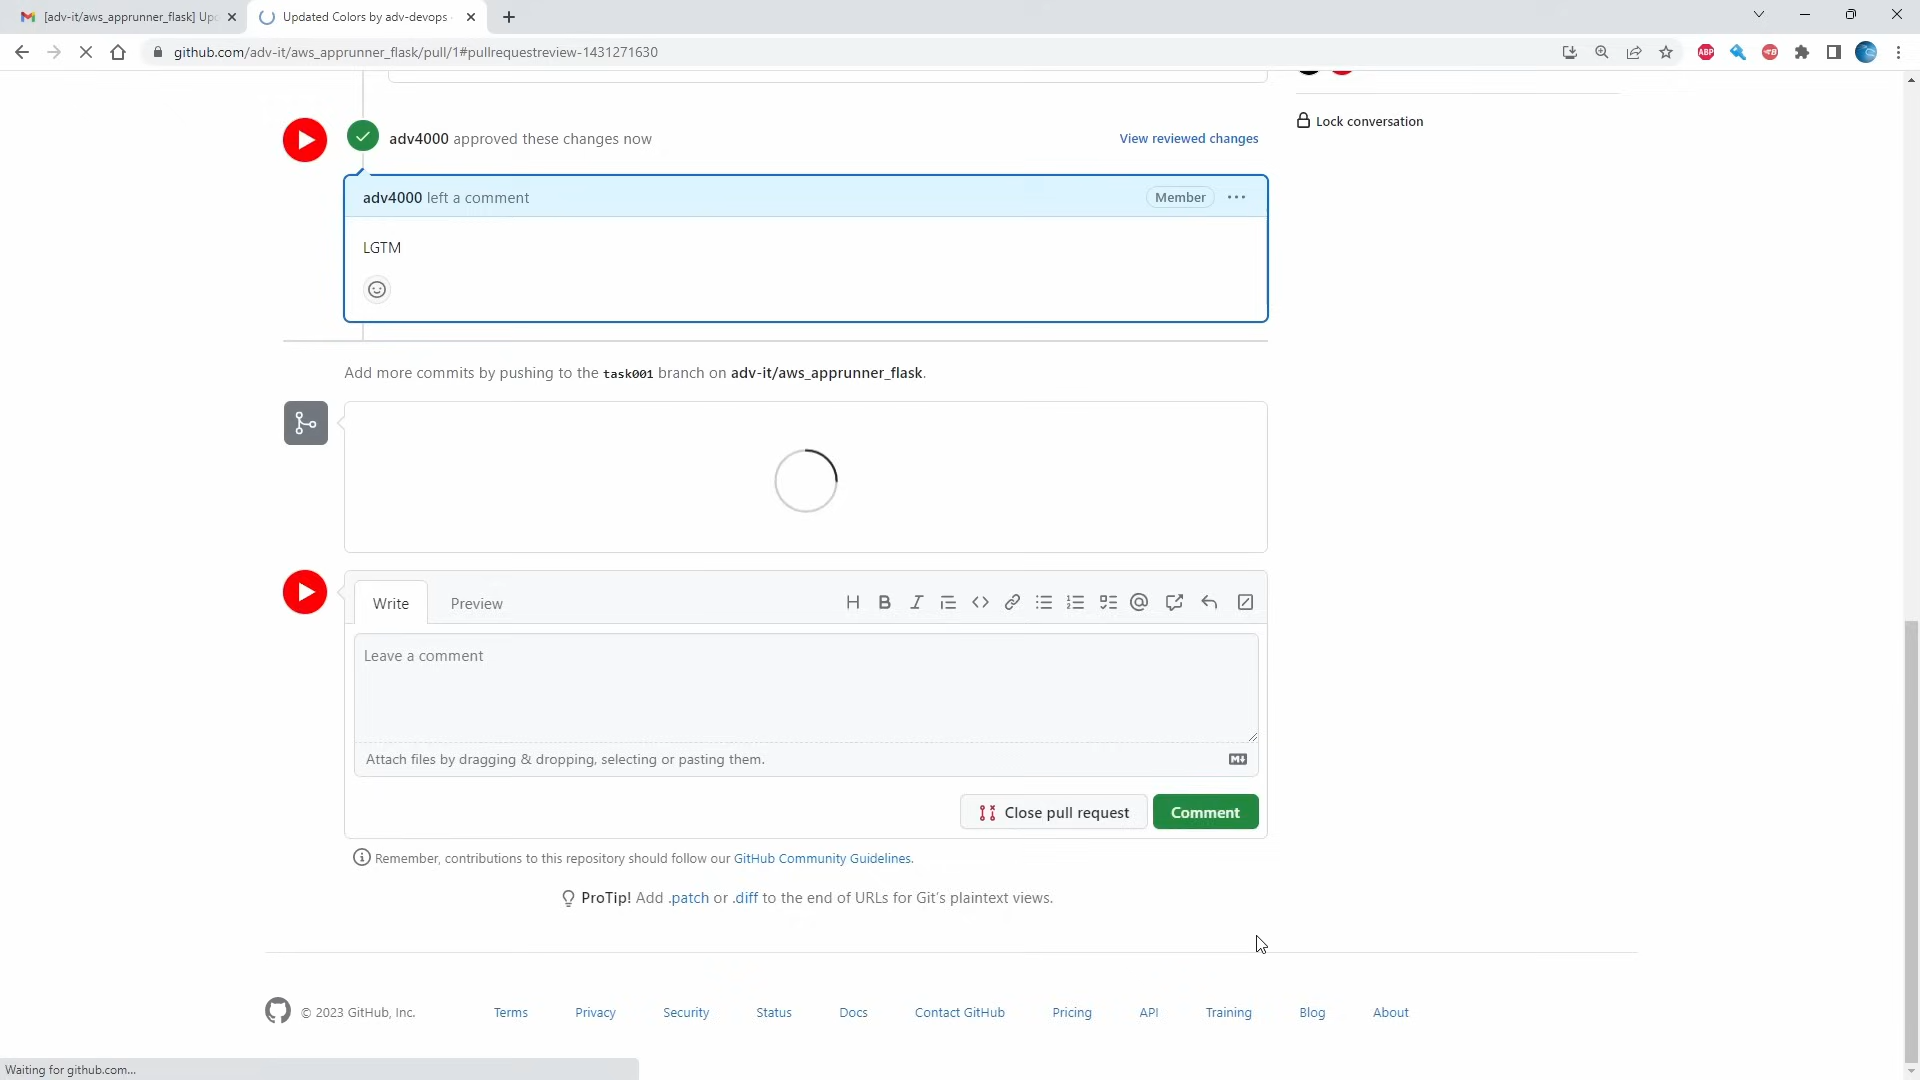 [adv-it/aws_apprunner_flask] Up
Updated Colors by adv-devops
github.com/adv-it/aws_apprunner_flask/pull/1#pullrequestreview-1431271630
ABP
adv4000 approved these changes now
View reviewed changes
Lock conversation
adv4000 left a comment
Member
LGTM
Add more commits by pushing to the task001 branch on adv-it/aws_apprunner_flask.
Write
Preview
Leave a comment
Attach files by dragging & dropping, selecting or pasting them.
Close pull request
Comment
Remember, contributions to this repository should follow our GitHub Community Guidelines.
ProTip! Add .patch or .diff to the end of URLs for Git's plaintext views.
© 2023 GitHub, Inc.
Terms
Privacy
Security
Status
Docs
Contact GitHub
Pricing
API
Training
Blog
About
Waiting for github.com...